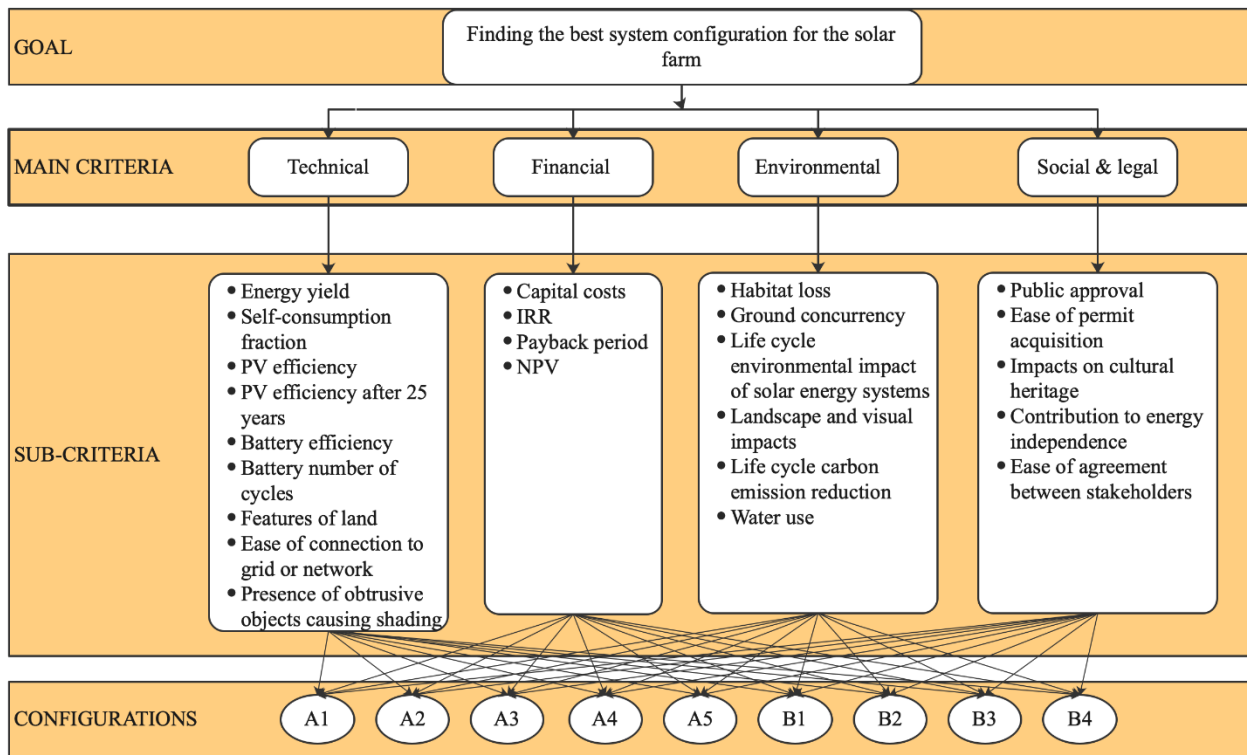 GOAL
Finding the best system configuration for the solar
farm
MAIN CRITERIA
Technical
Financial
Environmental
Social & legal
SUB-CRITERIA
• Energy yield
• Self-consumption
fraction
• PV efficiency
• PV efficiency after 25
years
• Battery efficiency
• Battery number of
cycles
• Features of land
• Ease of connection to
grid or network
• Presence of obtrusive
objects causing shading
• Capital costs
• IRR
• Payback period
• NPV
• Habitat loss
• Ground concurrency
• Life cycle
environmental impact
of solar energy systems
• Landscape and visual
impacts
• Life cycle carbon
emission reduction
• Water use
• Public approval
• Ease of permit
acquisition
• Impacts on cultural
heritage
• Contribution to energy
independence
• Ease of agreement
between stakeholders
CONFIGURATIONS
A1
A2
A3
A4
A5
B1
B2
B3
B4